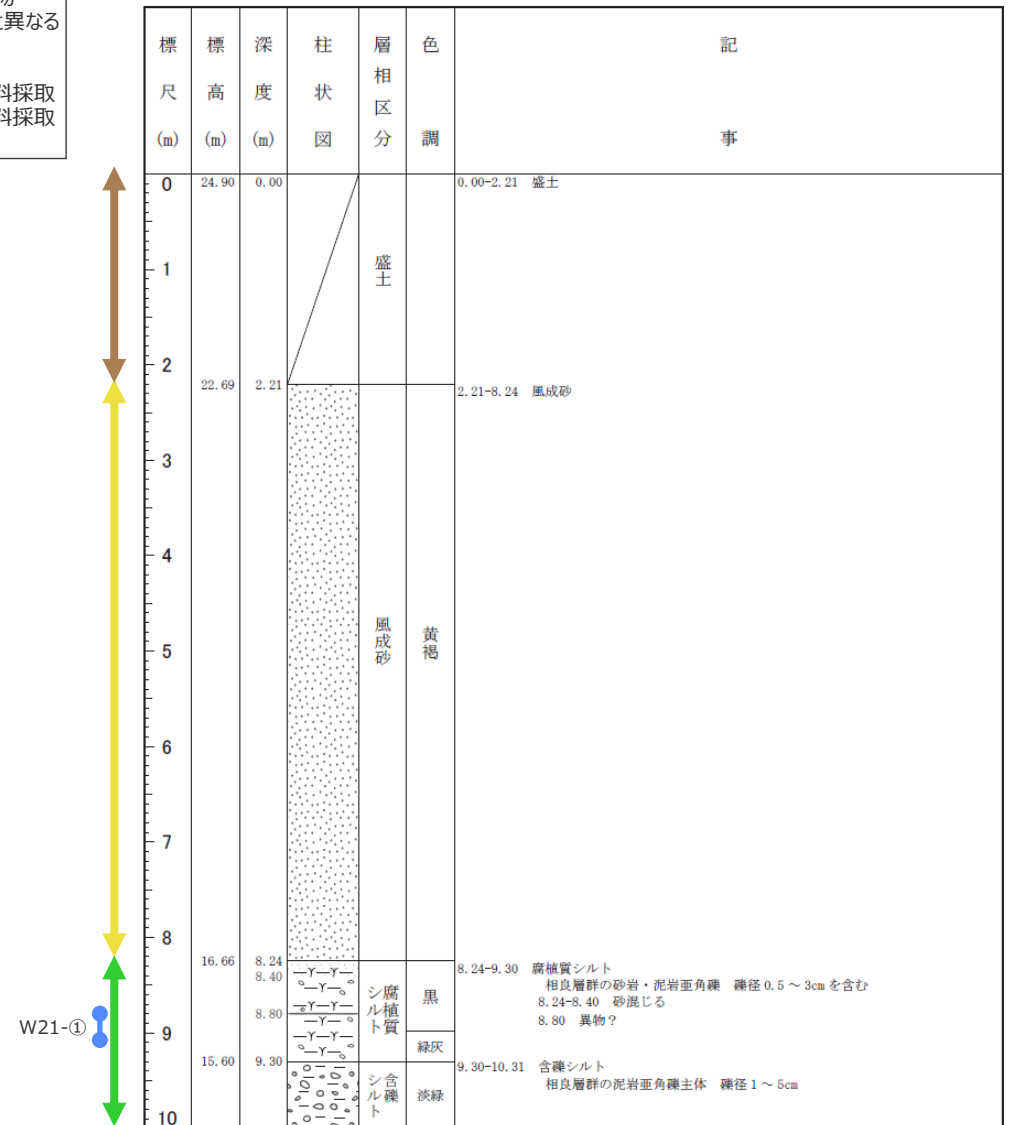 と異なる
料採取
料採取
標尺(m)
標高(m)
深度(m)
柱状図
層相区分
色調
記事
0 24.90 0.00 0.00-2.21 盛土
1
盛土
2
22.69 2.21 2.21-8.24 風成砂
3
4
5
風成砂
黄褐
6
7
8
16.66 8.24
8.40
8.80
腐植質シルト
黒
緑灰
8.24-9.30 腐植質シルト
相良層群の砂岩・泥岩亜角礫 礫径 0.5 ~ 3㎝ を含む
8.24-8.40 砂混じる
8.80 異物?
W21-①
9
15.60 9.30 9.30-10.31 含礫シルト
相良層群の泥岩亜角礫主体 礫径 1 ~ 5㎝
含礫シルト
淡緑
10